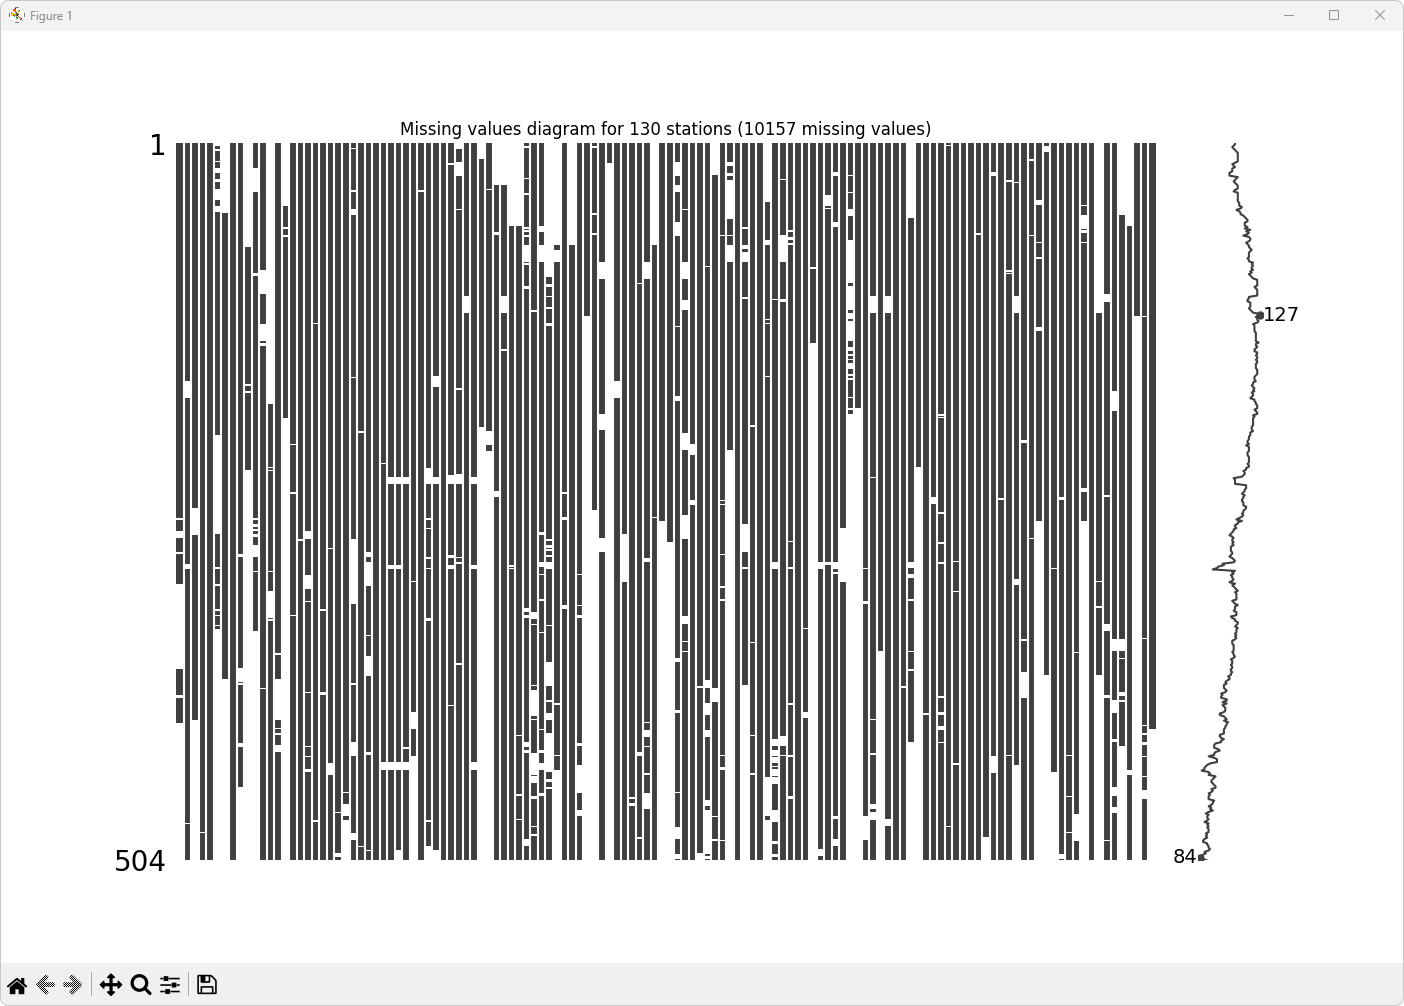 Figure 1
Missing values diagram for 130 stations (10157 missing values)
1
127
504
84